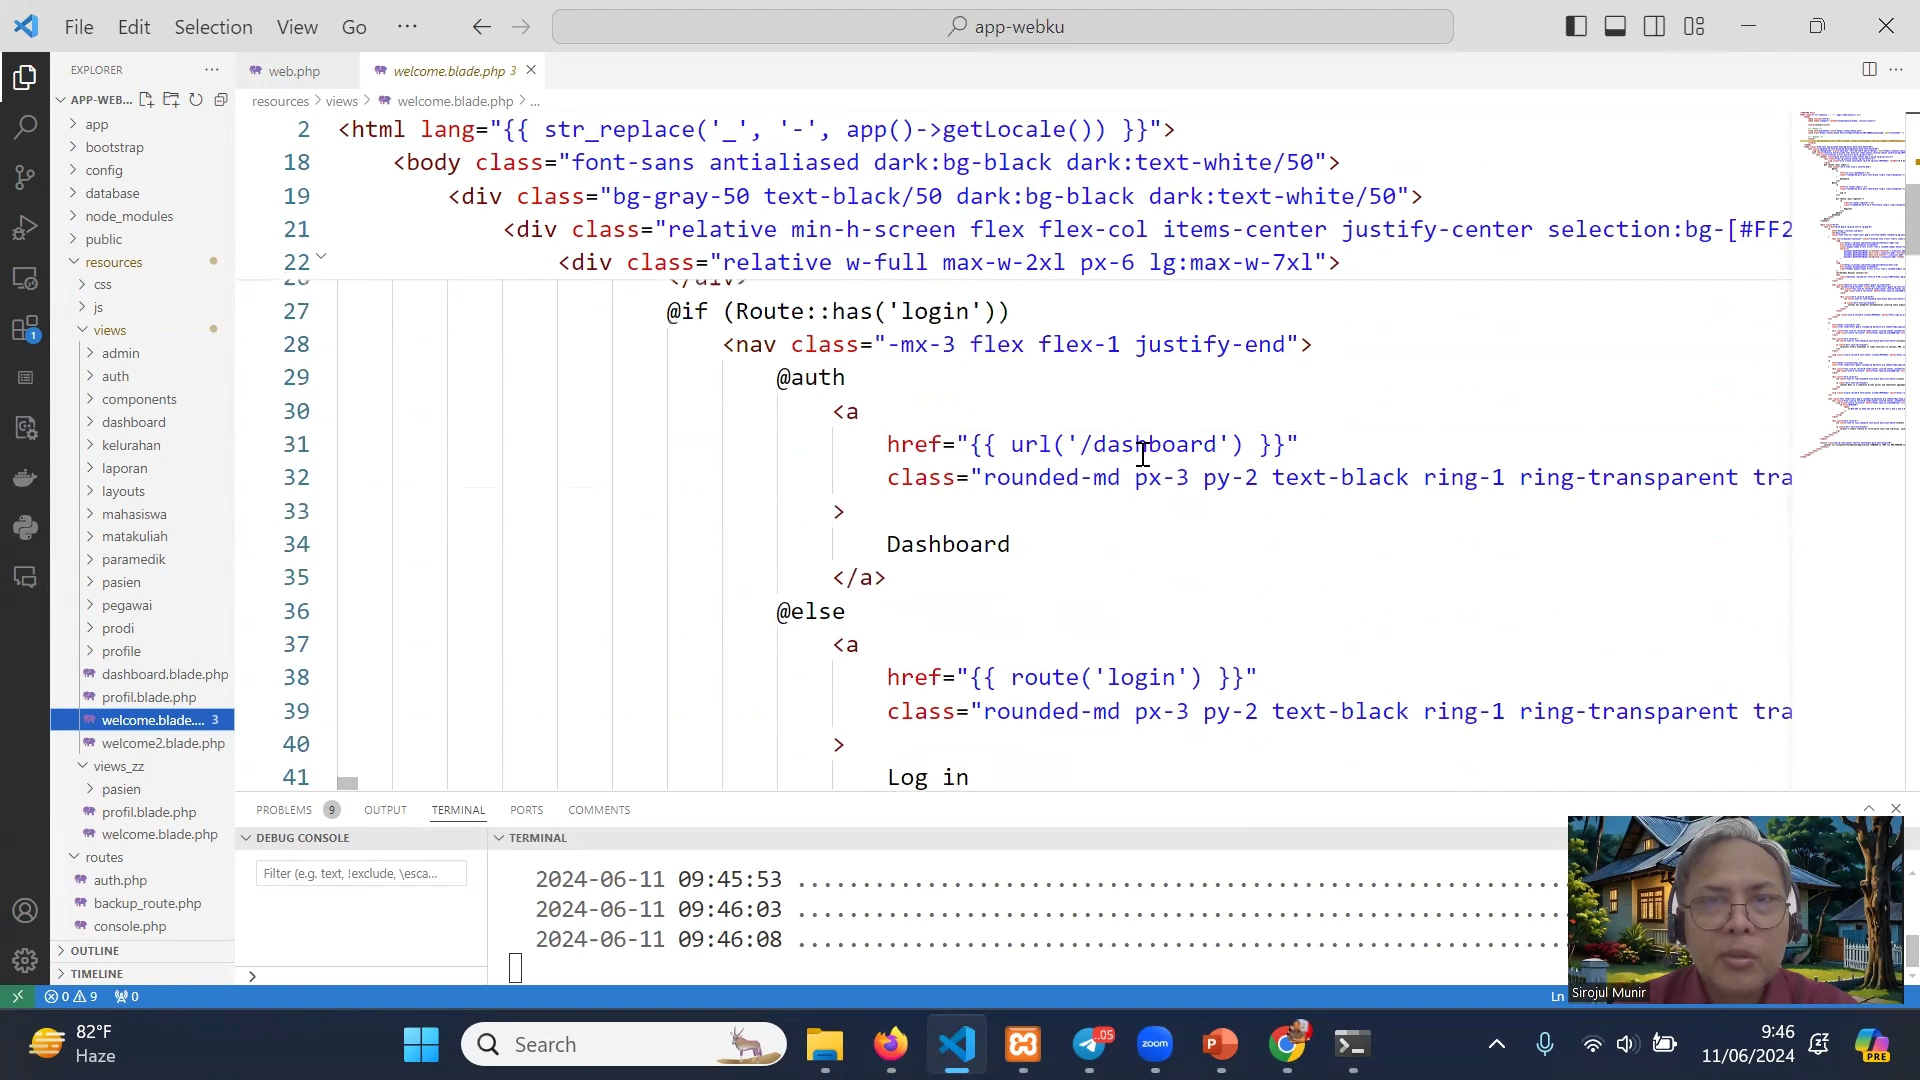 File Edit Selection View Go ··· app-webku
EXPLORER ···
APP-WEB...
app
bootstrap
config
database
node_modules
public
resources
css
js
views
admin
auth
components
dashboard
kelurahan
laporan
layouts
mahasiswa
matakuliah
paramedik
pasien
pegawai
prodi
profile
dashboard.blade.php
profil.blade.php
welcome.blade.... 3
welcome2.blade.php
views_zz
pasien
profil.blade.php
welcome.blade.php
routes
auth.php
backup_route.php
console.php
OUTLINE
TIMELINE
1
web.php welcome.blade.php 3
resources > views > welcome.blade.php > ...
2 <html lang="{{ str_replace('_', '-', app()->getLocale()) }}">
18 <body class="font-sans antialiased dark:bg-black dark:text-white/50">
19 <div class="bg-gray-50 text-black/50 dark:bg-black dark:text-white/50">
21 <div class="relative min-h-screen flex flex-col items-center justify-center selection:bg-[#FF2
22 <div class="relative w-full max-w-2xl px-6 lg:max-w-7xl">
26 </div>
27 @if (Route::has('login'))
28 <nav class="-mx-3 flex flex-1 justify-end">
29 @auth
30 <a
31 href="{{ url('/dashboard') }}"
32 class="rounded-md px-3 py-2 text-black ring-1 ring-transparent tra
33 >
34 Dashboard
35 </a>
36 @else
37 <a
38 href="{{ route('login') }}"
39 class="rounded-md px-3 py-2 text-black ring-1 ring-transparent tra
40 >
41 Log in
PROBLEMS 9 OUTPUT TERMINAL PORTS COMMENTS
DEBUG CONSOLE
Filter (e.g. text, !exclude, \esca...
>
TERMINAL
2024-06-11 09:45:53 ............................................................
2024-06-11 09:46:03 ............................................................
2024-06-11 09:46:08 ............................................................
0 9 0
Ln
Sirojul Munir
82°F
Haze
Search
05
zoom
PRE
9:46
11/06/2024